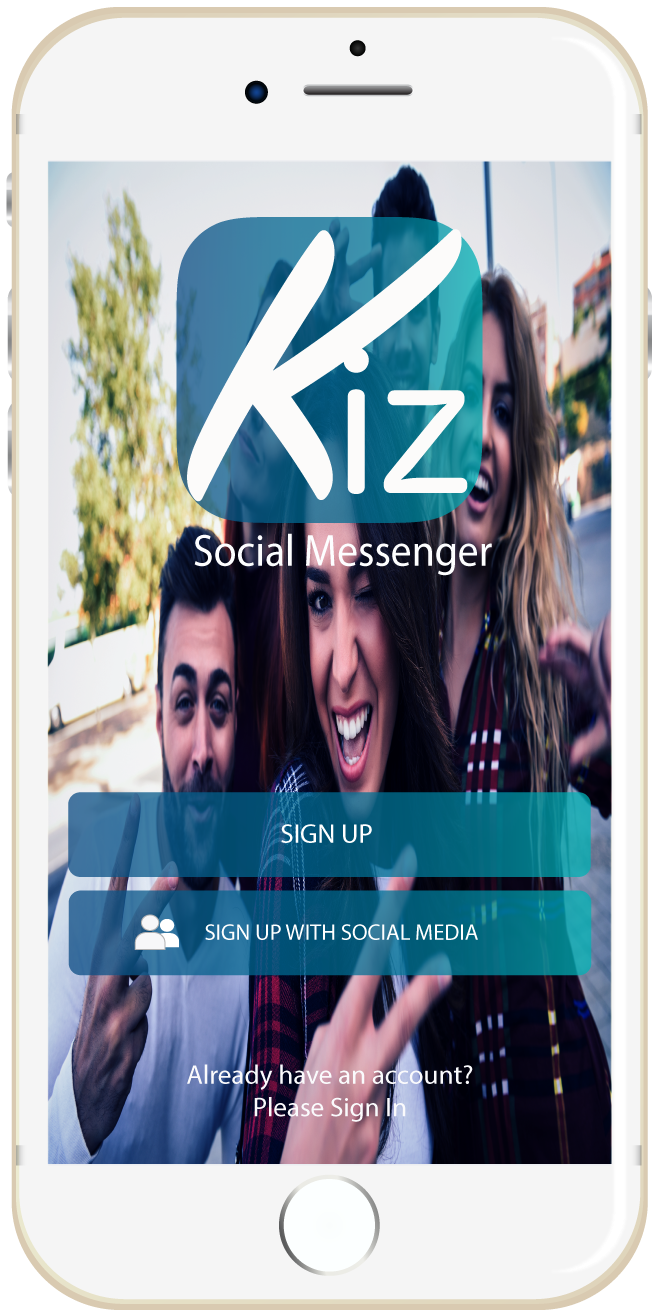 Kiz
Social Messenger
SIGN UP
SIGN UP WITH SOCIAL MEDIA
Already have an account?
Please Sign In